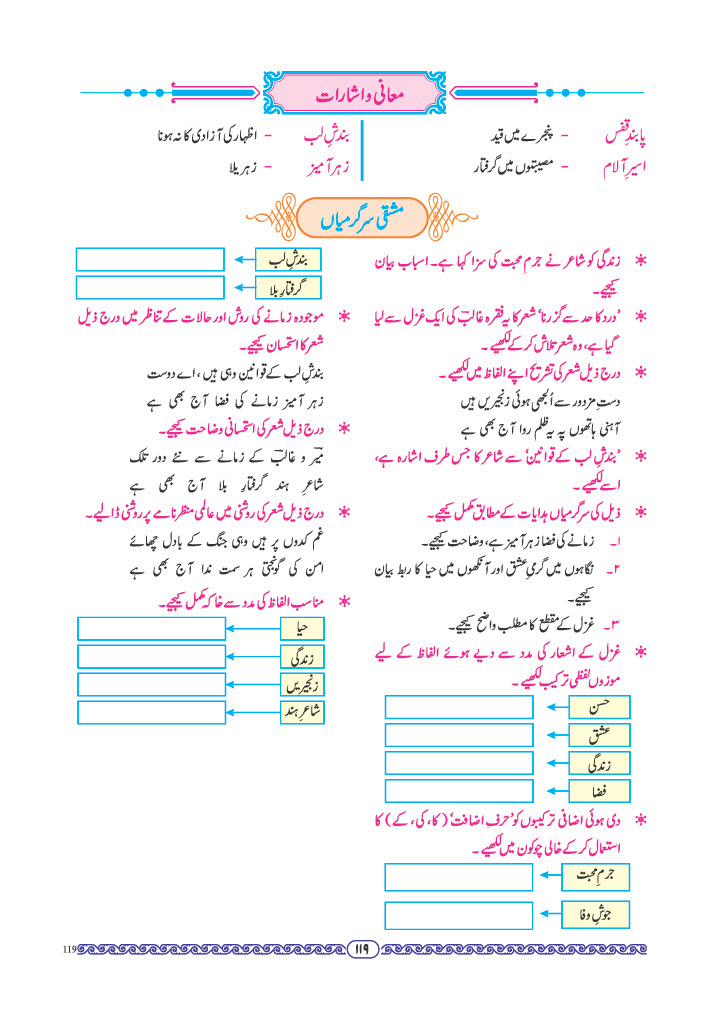 معانی و اشارات
پابندِ قفس - پنجرے میں قید
اسیرِ آلام - مصیبتوں میں گرفتار
بندشِ لب - اظہار کی آزادی کا نہ ہونا
زہر آمیز - زہریلا
مشقی سرگرمیاں
* زندگی کو شاعر نے جرمِ محبت کی سزا کہا ہے۔ اسباب بیان
کیجیے۔
* ’درد کا حد سے گزرنا‘ شعر کا یہ فقرہ غالبؔ کی ایک غزل سے لیا
گیا ہے، وہ شعر تلاش کر کے لکھیے۔
* درج ذیل شعر کی تشریح اپنے الفاظ میں لکھیے۔
دستِ مزدور سے اُلجھی ہوئی زنجیریں ہیں
آہنی ہاتھوں پہ یہ ظلم روا آج بھی ہے
* ’بندشِ لب کے قوانین‘ سے شاعر کا جس طرف اشارہ ہے،
اسے لکھیے۔
* ذیل کی سرگرمیاں ہدایات کے مطابق مکمل کیجیے۔
۱۔ زمانے کی فضا زہر آمیز ہے، وضاحت کیجیے۔
۲۔ نگاہوں میں گرمیِ عشق اور آنکھوں میں حیا کا ربط بیان
کیجیے۔
۳۔ غزل کے مقطع کا مطلب واضح کیجیے۔
* غزل کے اشعار کی مدد سے دیے ہوئے الفاظ کے لیے
موزوں لفظی ترکیب لکھیے۔
حسن
عشق
زندگی
فضا
* دی ہوئی اضافی ترکیبوں کو ’حرفِ اضافت‘ (کا، کی، کے) کا
استعمال کر کے خالی چوکون میں لکھیے۔
جرمِ محبت
جوشِ وفا
بندشِ لب
گرفتارِ بلا
* موجودہ زمانے کی روش اور حالات کے تناظر میں درج ذیل
شعر کا استحسان کیجیے۔
بندشِ لب کے قوانین وہی ہیں، اے دوست
زہر آمیز زمانے کی فضا آج بھی ہے
* درج ذیل شعر کی استحسانی وضاحت کیجیے۔
میرؔ و غالبؔ کے زمانے سے نئے دور تلک
شاعرِ ہند گرفتارِ بلا آج بھی ہے
* درج ذیل شعر کی روشنی میں عالمی منظرنامے پر روشنی ڈالیے۔
غم کدوں پر ہیں وہی جنگ کے بادل چھائے
امن کی گونجتی ہر سمت ندا آج بھی ہے
* مناسب الفاظ کی مدد سے خاکہ مکمل کیجیے۔
حیا
زندگی
زنجیریں
شاعرِ ہند
119
۱۱۹